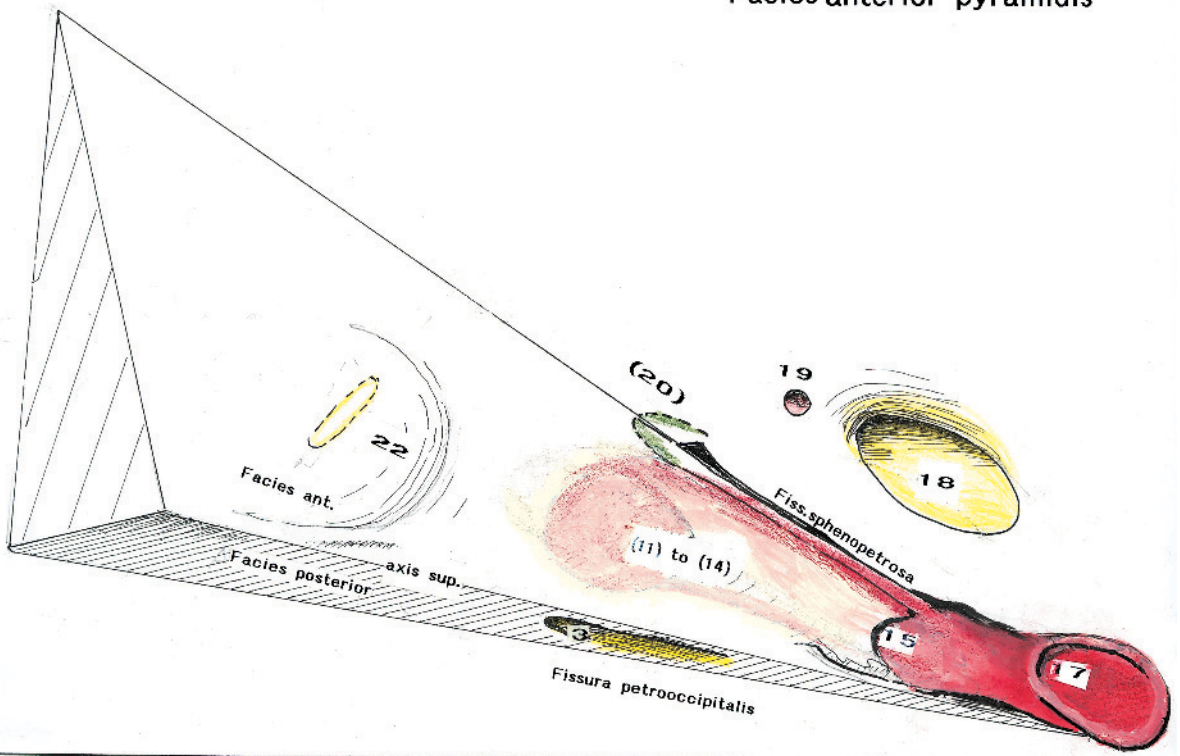 Facies anterior pyramidis
(20)
19
18
22
Facies ant.
Fiss.sphenopetrosa
(11) to (14)
axis sup.
Facies posterior
3
15
17
Fissura petrooccipitalis